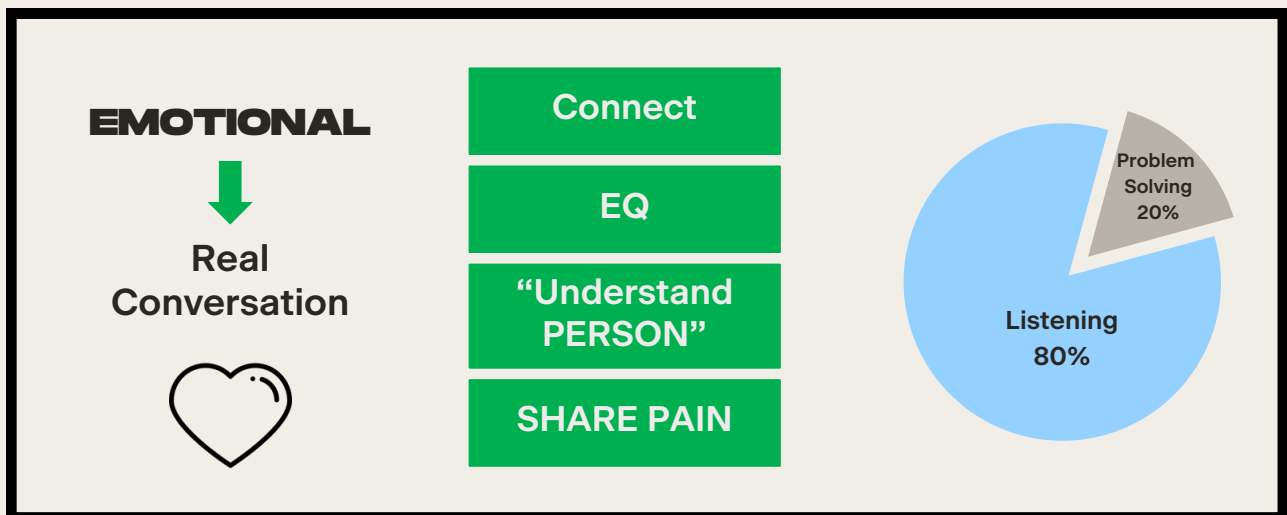 EMOTIONAL
Real
Conversation
Connect
EQ
“Understand
PERSON”
SHARE PAIN
Problem
Solving
20%
Listening
80%